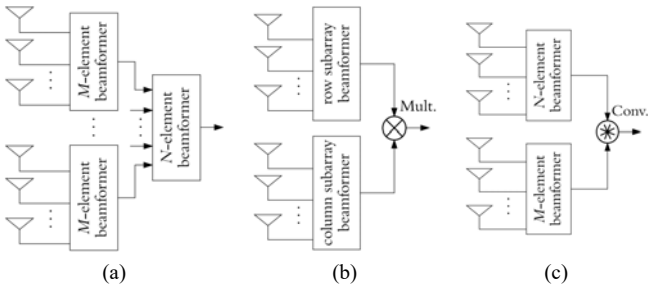 M-element
beamformer
M-element
beamformer
N-element
beamformer
(a)
row subarray
beamformer
column subarray
beamformer
Mult.
(b)
N-element
beamformer
M-element
beamformer
Conv.
(c)